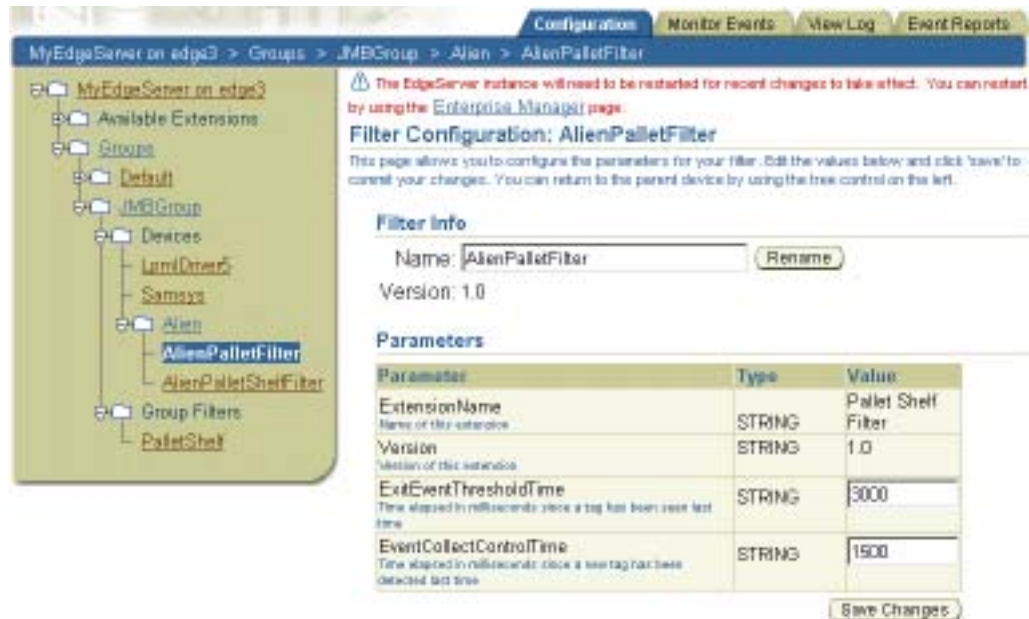 Configuration
Monitor Events
View Log
Event Reports
MyEdgeServer on edge3 > Groups > JMBGroup > Alien > AlienPalletFilter
MyEdgeServer on edge3
Available Extensions
Groups
Default
JMBGroup
Devices
LpmlDriver5
Samsys
Alien
AlienPalletFilter
AlienPalletShelfFilter
Group Filters
PalletShelf
The EdgeServer instance will need to be restarted for recent changes to take effect. You can restart
by using the Enterprise Manager page.
Filter Configuration: AlienPalletFilter
This page allows you to configure the parameters for your filter. Edit the values below and click 'save' to
commit your changes. You can return to the parent device by using the tree control on the left.
Filter Info
Name: AlienPalletFilter
Rename
Version: 1.0
Parameters
Parameter Type Value
ExtensionName
Name of this extension
STRING
Pallet Shelf
Filter
Version
Version of this extension
STRING
1.0
ExitEventThresholdTime
Time elapsed in milliseconds since a tag has been seen last
time
STRING
3000
EventCollectControlTime
Time elapsed in milliseconds since a new tag has been
detected last time
STRING
1500
Save Changes